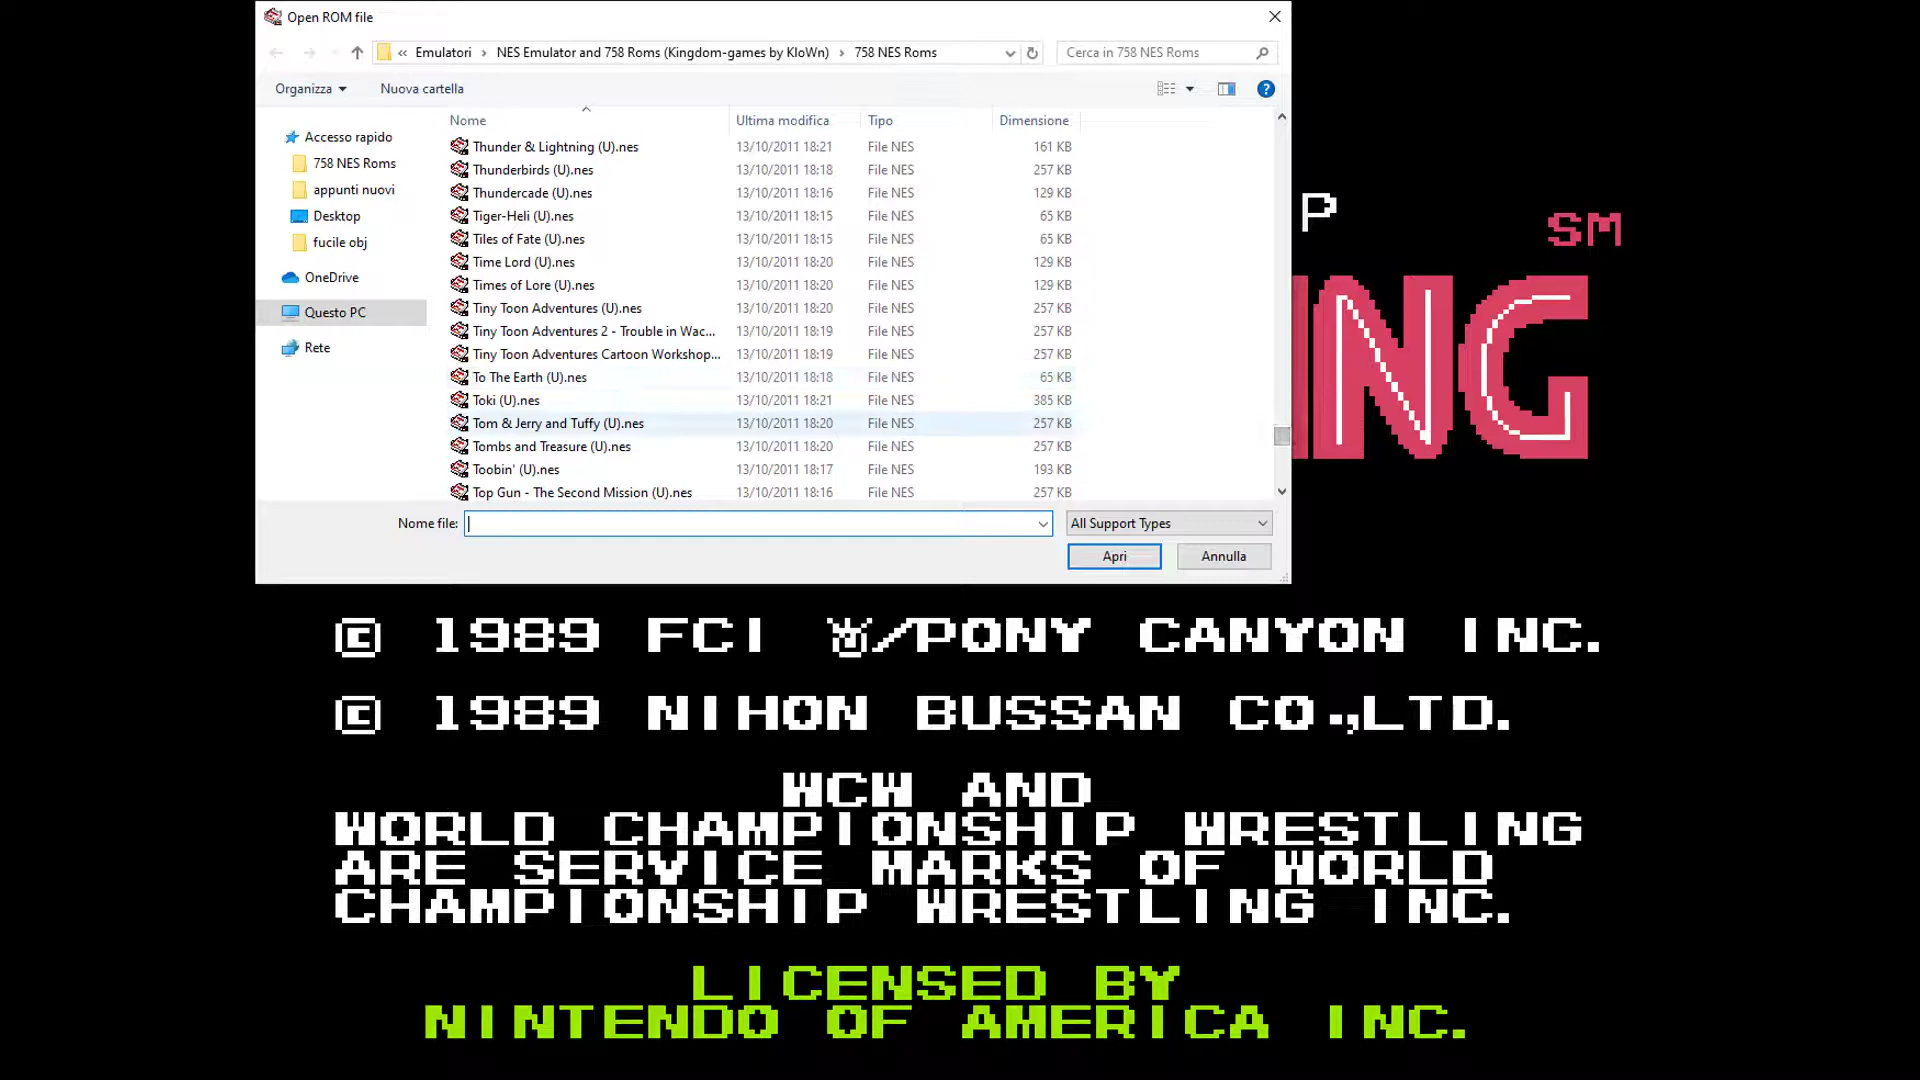 Open ROM file
« Emulatori › NES Emulator and 758 Roms (Kingdom-games by KloWn) › 758 NES Roms
Cerca in 758 NES Roms
Organizza
Nuova cartella
Accesso rapido
758 NES Roms
appunti nuovi
Desktop
fucile obj
OneDrive
Questo PC
Rete
Nome Ultima modifica Tipo Dimensione
Thunder & Lightning (U).nes 13/10/2011 18:21 File NES 161 KB
Thunderbirds (U).nes 13/10/2011 18:18 File NES 257 KB
Thundercade (U).nes 13/10/2011 18:16 File NES 129 KB
Tiger-Heli (U).nes 13/10/2011 18:15 File NES 65 KB
Tiles of Fate (U).nes 13/10/2011 18:15 File NES 65 KB
Time Lord (U).nes 13/10/2011 18:20 File NES 129 KB
Times of Lore (U).nes 13/10/2011 18:20 File NES 129 KB
Tiny Toon Adventures (U).nes 13/10/2011 18:20 File NES 257 KB
Tiny Toon Adventures 2 - Trouble in Wac... 13/10/2011 18:19 File NES 257 KB
Tiny Toon Adventures Cartoon Workshop... 13/10/2011 18:19 File NES 257 KB
To The Earth (U).nes 13/10/2011 18:18 File NES 65 KB
Toki (U).nes 13/10/2011 18:21 File NES 385 KB
Tom & Jerry and Tuffy (U).nes 13/10/2011 18:20 File NES 257 KB
Tombs and Treasure (U).nes 13/10/2011 18:20 File NES 257 KB
Toobin' (U).nes 13/10/2011 18:17 File NES 193 KB
Top Gun - The Second Mission (U).nes 13/10/2011 18:16 File NES 257 KB
Nome file:
All Support Types
Apri
Annulla
P
SM
ING
© 1989 FCI /PONY CANYON INC.
© 1989 NIHON BUSSAN CO.,LTD.
WCW AND
WORLD CHAMPIONSHIP WRESTLING
ARE SERVICE MARKS OF WORLD
CHAMPIONSHIP WRESTLING INC.
LICENSED BY
NINTENDO OF AMERICA INC.